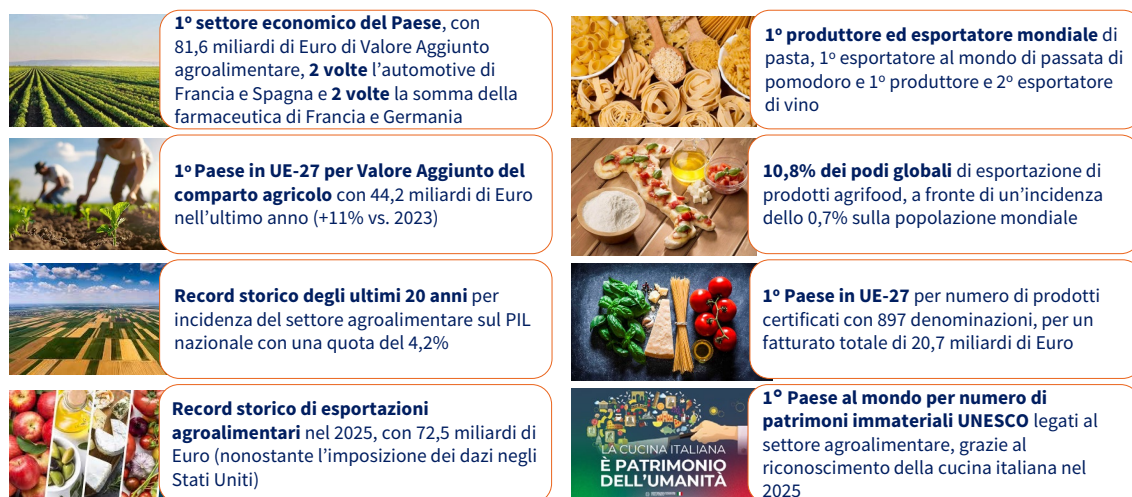 1º settore economico del Paese, con
81,6 miliardi di Euro di Valore Aggiunto
agroalimentare, 2 volte l’automotive di
Francia e Spagna e 2 volte la somma della
farmaceutica di Francia e Germania
1º Paese in UE-27 per Valore Aggiunto del
comparto agricolo con 44,2 miliardi di Euro
nell’ultimo anno (+11% vs. 2023)
Record storico degli ultimi 20 anni per
incidenza del settore agroalimentare sul PIL
nazionale con una quota del 4,2%
Record storico di esportazioni
agroalimentari nel 2025, con 72,5 miliardi di
Euro (nonostante l’imposizione dei dazi negli
Stati Uniti)
1º produttore ed esportatore mondiale di
pasta, 1º esportatore al mondo di passata di
pomodoro e 1º produttore e 2º esportatore
di vino
10,8% dei podi globali di esportazione di
prodotti agrifood, a fronte di un’incidenza
dello 0,7% sulla popolazione mondiale
1º Paese in UE-27 per numero di prodotti
certificati con 897 denominazioni, per un
fatturato totale di 20,7 miliardi di Euro
LA CUCINA ITALIANA
È PATRIMONIO
DELL’UMANITÀ
1° Paese al mondo per numero di
patrimoni immateriali UNESCO legati al
settore agroalimentare, grazie al
riconoscimento della cucina italiana nel
2025